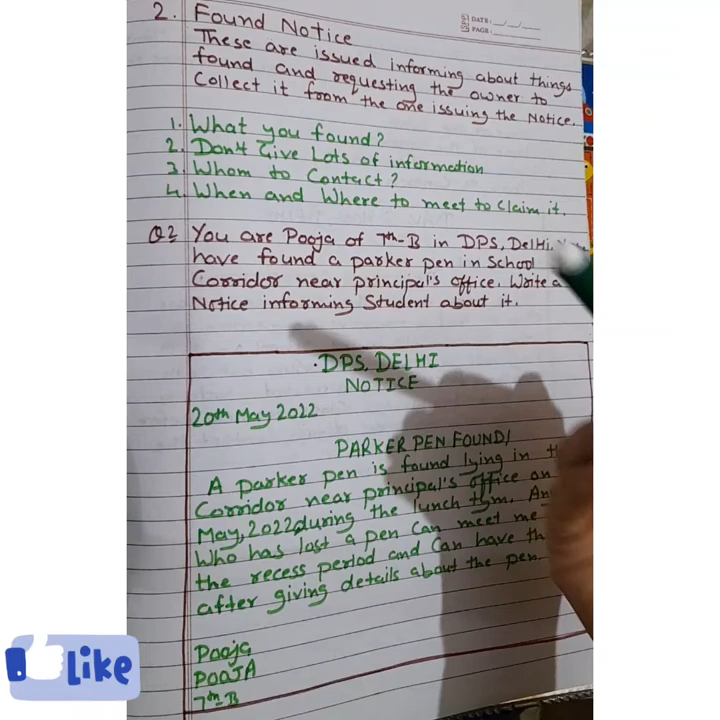 DATE: __/__/__
PAGE:
2. Found Notice
These are issued informing about things
found and requesting the owner to
Collect it from the one issuing the Notice.
1. What you found?
2. Don't Give Lots of information
3. Whom to Contact?
4. When and Where to meet to Claim it.
Q2 You are Pooja of 7th-B in DPS, Delhi.
have found a parker pen in School
Corridor near principal's office. Write a
Notice informing Student about it.
DPS, DELHI
NOTICE
20th May 2022
PARKER PEN FOUND!
A parker pen is found lying in
Corridor near principal's office on
May, 2022, during the lunch
Who has lost a pen Can meet me
the recess period and Can have
after giving details about the pen.
Pooja
POOJA
7th-B
Like